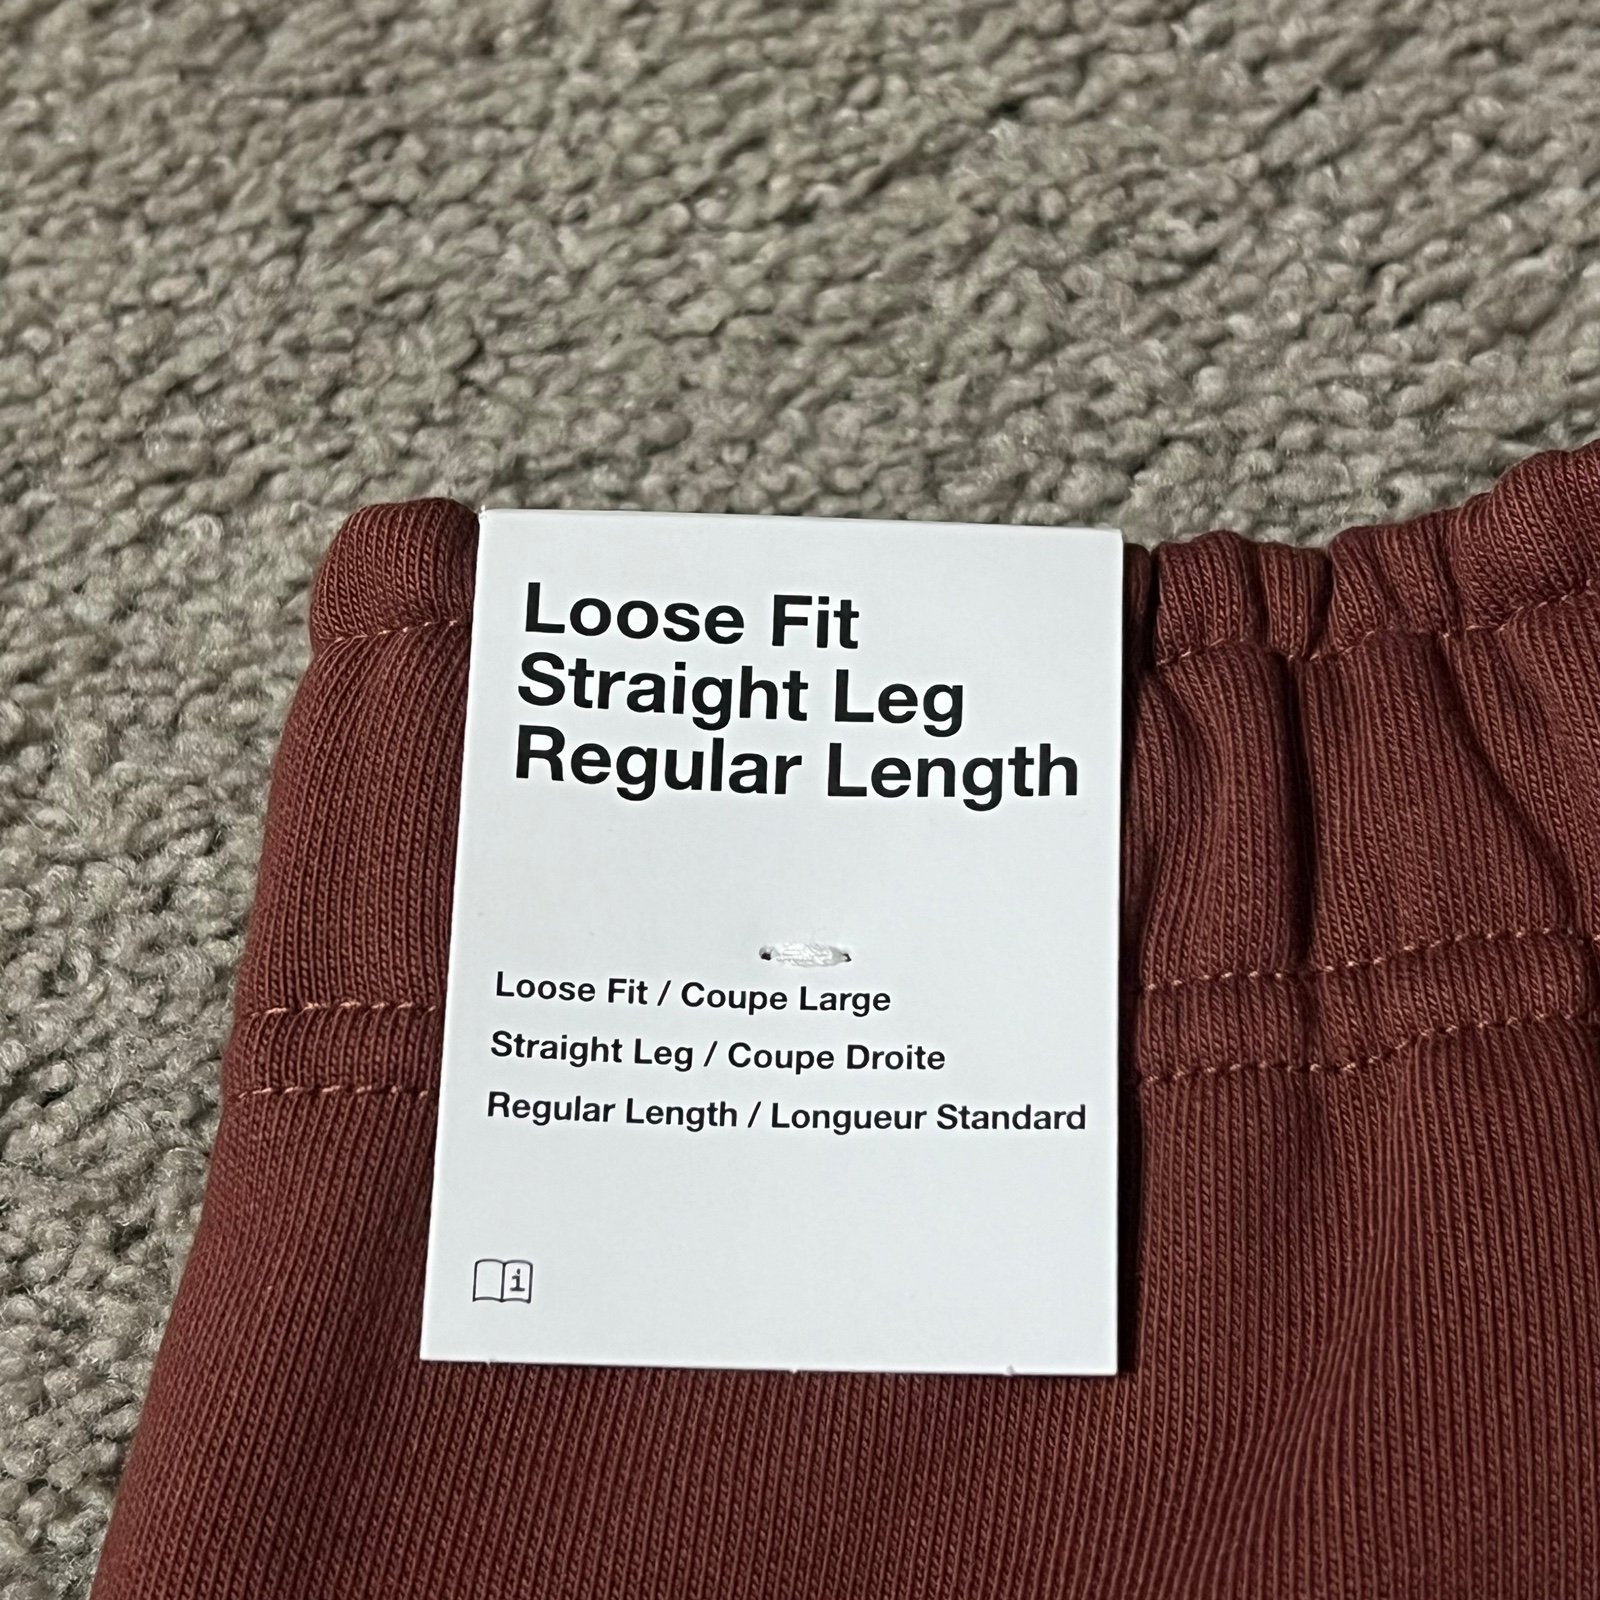 Loose Fit
Straight Leg
Regular Length
Loose Fit / Coupe Large
Straight Leg / Coupe Droite
Regular Length / Longueur Standard
i